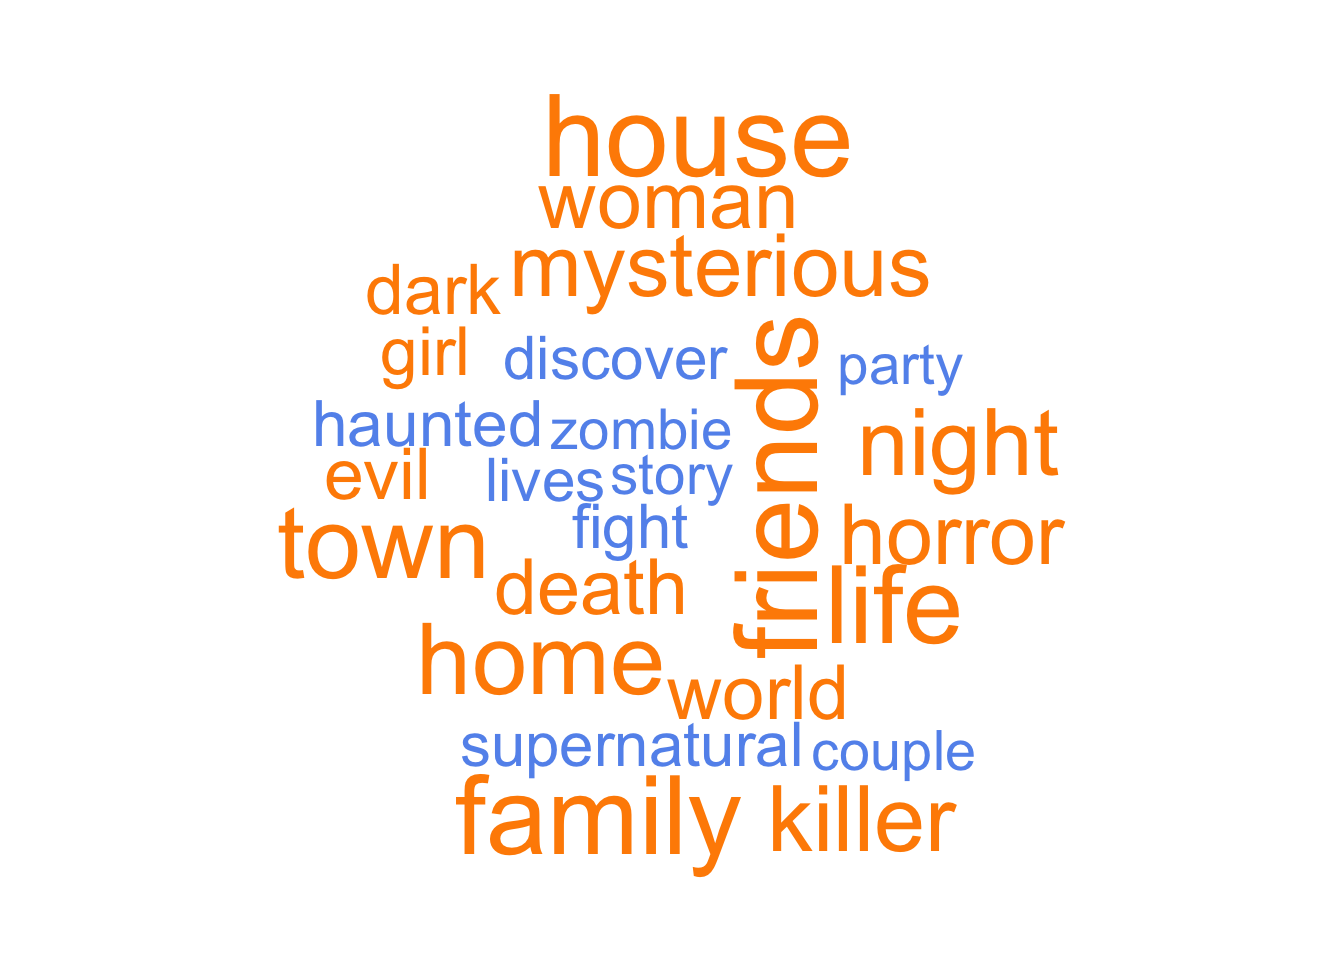 house
woman
mysterious
dark
girl
discover
party
friends
haunted
zombie
night
evil
lives
story
fight
town
horror
death
life
home
world
supernatural
couple
family
killer